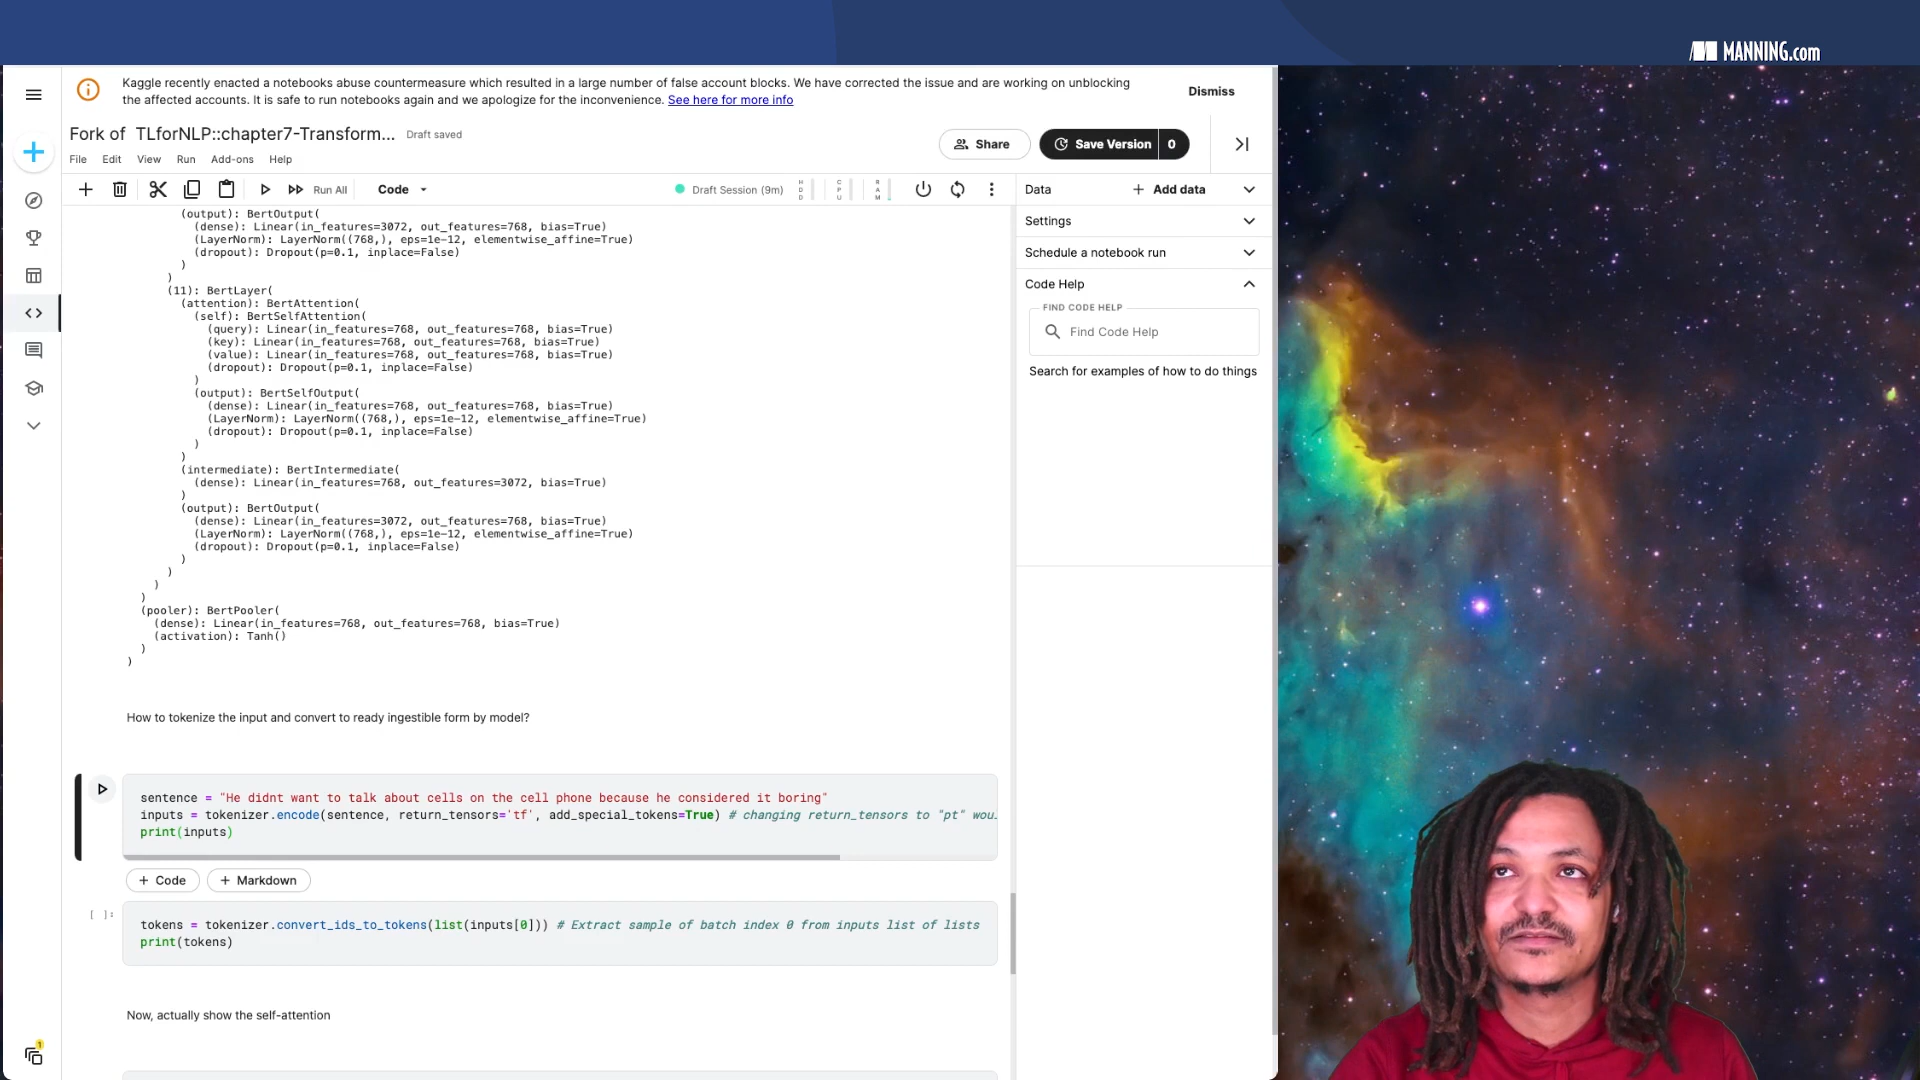 MANNING.com
Kaggle recently enacted a notebooks abuse countermeasure which resulted in a large number of false account blocks. We have corrected the issue and are working on unblocking
the affected accounts. It is safe to run notebooks again and we apologize for the inconvenience. See here for more info
Dismiss
Fork of TLforNLP::chapter7-Transform... Draft saved
Share
Save Version 0
File Edit View Run Add-ons Help
Run All
Code
Draft Session (9m)
HDD
CPU
RAM
Data
Add data
Settings
Schedule a notebook run
Code Help
FIND CODE HELP
Find Code Help
Search for examples of how to do things
(output): BertOutput(
(dense): Linear(in_features=3072, out_features=768, bias=True)
(LayerNorm): LayerNorm((768,), eps=1e-12, elementwise_affine=True)
(dropout): Dropout(p=0.1, inplace=False)
)
)
(11): BertLayer(
(attention): BertAttention(
(self): BertSelfAttention(
(query): Linear(in_features=768, out_features=768, bias=True)
(key): Linear(in_features=768, out_features=768, bias=True)
(value): Linear(in_features=768, out_features=768, bias=True)
(dropout): Dropout(p=0.1, inplace=False)
)
(output): BertSelfOutput(
(dense): Linear(in_features=768, out_features=768, bias=True)
(LayerNorm): LayerNorm((768,), eps=1e-12, elementwise_affine=True)
(dropout): Dropout(p=0.1, inplace=False)
)
)
(intermediate): BertIntermediate(
(dense): Linear(in_features=768, out_features=3072, bias=True)
)
(output): BertOutput(
(dense): Linear(in_features=3072, out_features=768, bias=True)
(LayerNorm): LayerNorm((768,), eps=1e-12, elementwise_affine=True)
(dropout): Dropout(p=0.1, inplace=False)
)
)
)
)
(pooler): BertPooler(
(dense): Linear(in_features=768, out_features=768, bias=True)
(activation): Tanh()
)
)
How to tokenize the input and convert to ready ingestible form by model?
sentence = "He didnt want to talk about cells on the cell phone because he considered it boring"
inputs = tokenizer.encode(sentence, return_tensors='tf', add_special_tokens=True) # changing return_tensors to "pt" wou
print(inputs)
+ Code
+ Markdown
[ ]:
tokens = tokenizer.convert_ids_to_tokens(list(inputs[0])) # Extract sample of batch index 0 from inputs list of lists
print(tokens)
Now, actually show the self-attention
1